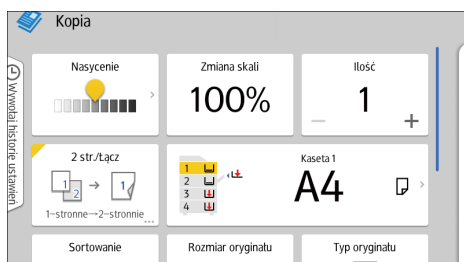 Kopia
Wywołaj historie ustawień
Nasycenie
Zmiana skali
100%
Ilość
1
2 str./Łącz
1 2 → 1
1-stronne→2-stronnie
1
2
3
4
Kaseta 1
A4
Sortowanie
Rozmiar oryginału
Typ oryginału